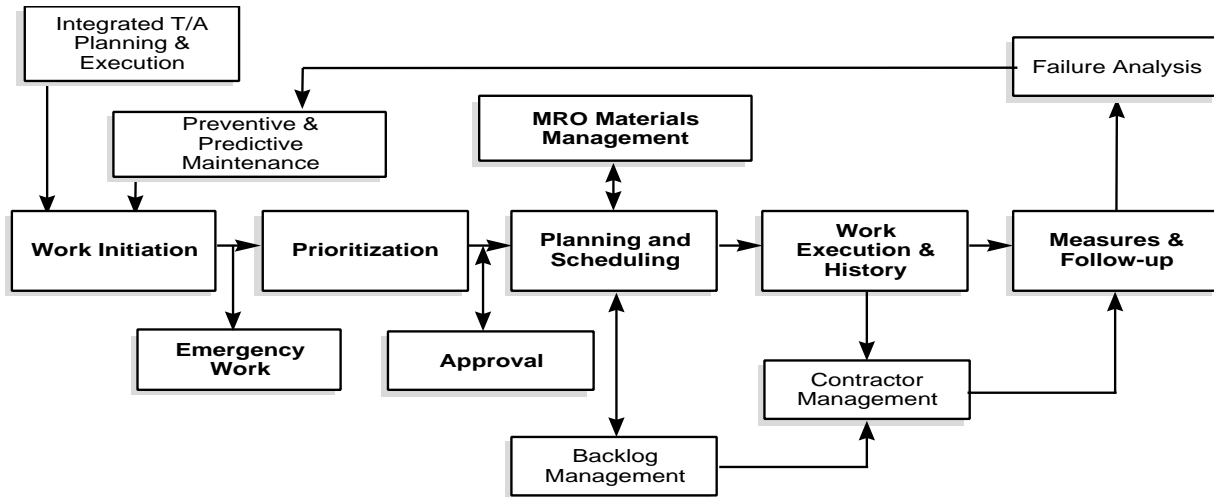 Integrated T/A
Planning &
Execution
Failure Analysis
Preventive &
Predictive
Maintenance
MRO Materials
Management
Work Initiation
Prioritization
Planning and
Scheduling
Work
Execution &
History
Measures &
Follow-up
Emergency
Work
Approval
Contractor
Management
Backlog
Management